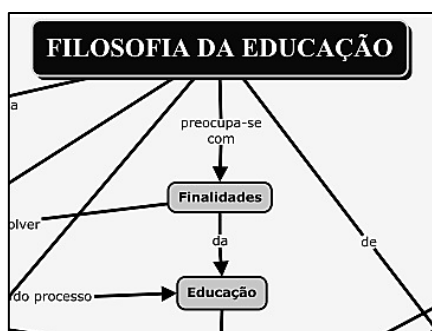 FILOSOFIA DA EDUCAÇÃO
a
preocupa-se
com
Finalidades
olver
da
de
do processo
Educação